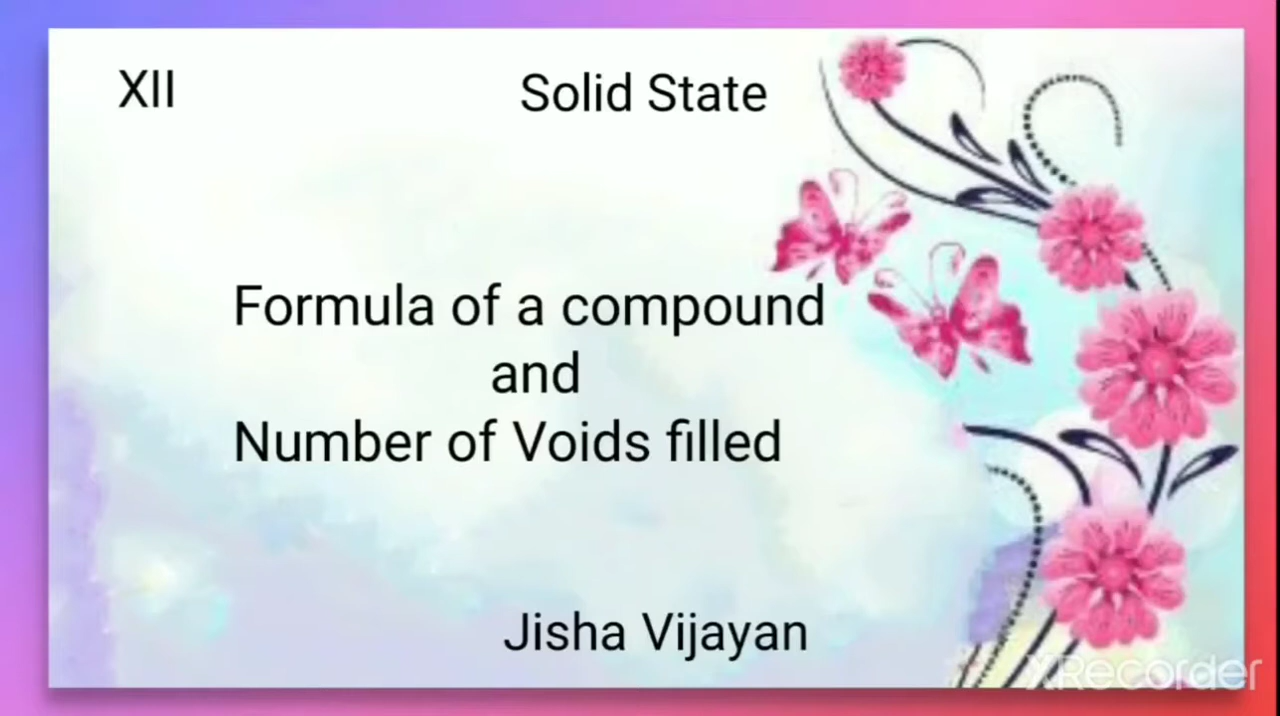 XII
Solid State
Formula of a compound
and
Number of Voids filled
Jisha Vijayan
XRecorder